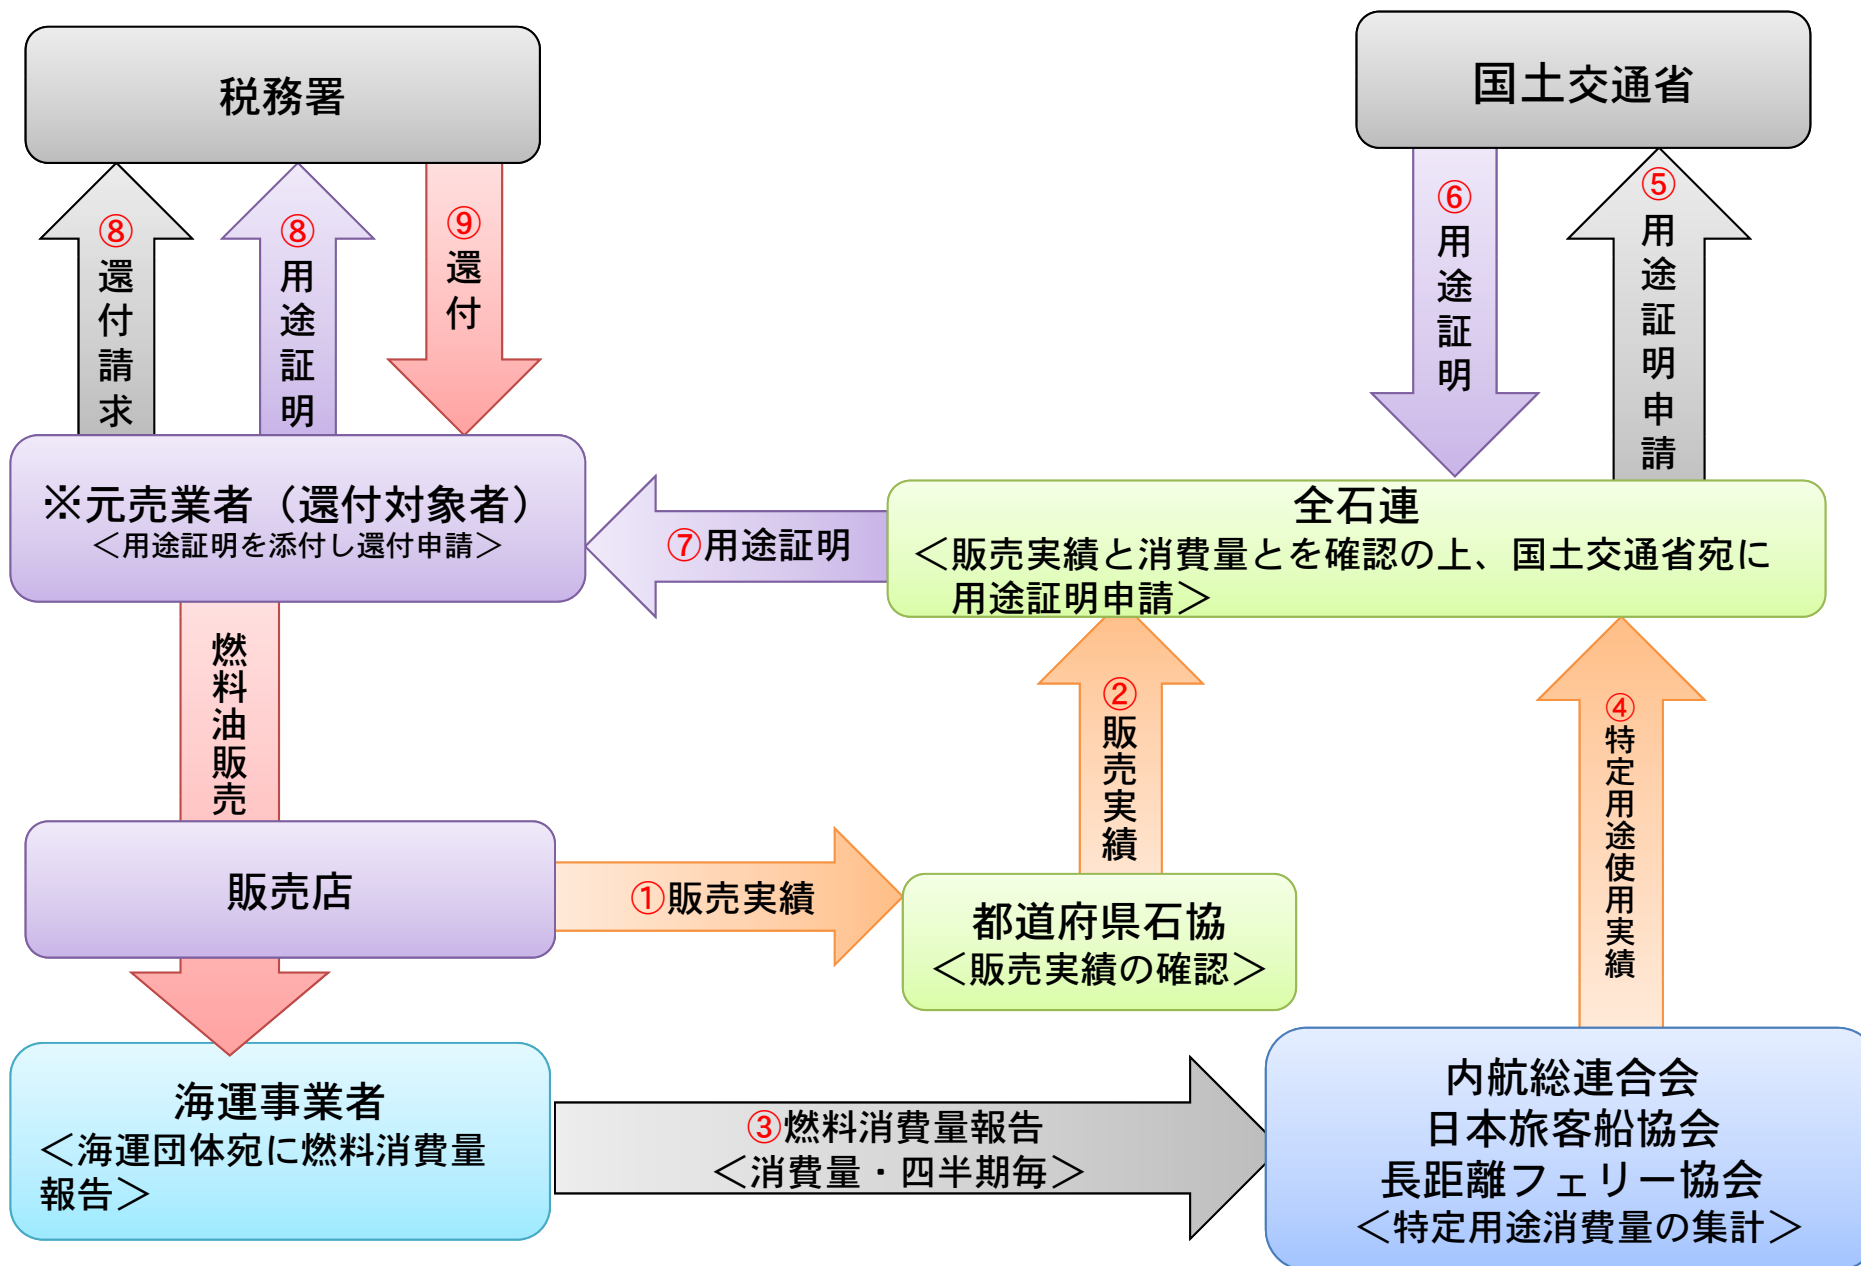 税務署
国土交通省
⑧還付請求
⑧用途証明
⑨還付
⑥用途証明
⑤用途証明申請
※元売業者（還付対象者）
＜用途証明を添付し還付申請＞
⑦用途証明
全石連
＜販売実績と消費量とを確認の上、国土交通省宛に
用途証明申請＞
燃料油販売
②販売実績
④特定用途使用実績
販売店
①販売実績
都道府県石協
＜販売実績の確認＞
海運事業者
＜海運団体宛に燃料消費量
報告＞
③燃料消費量報告
＜消費量・四半期毎＞
内航総連合会
日本旅客船協会
長距離フェリー協会
＜特定用途消費量の集計＞